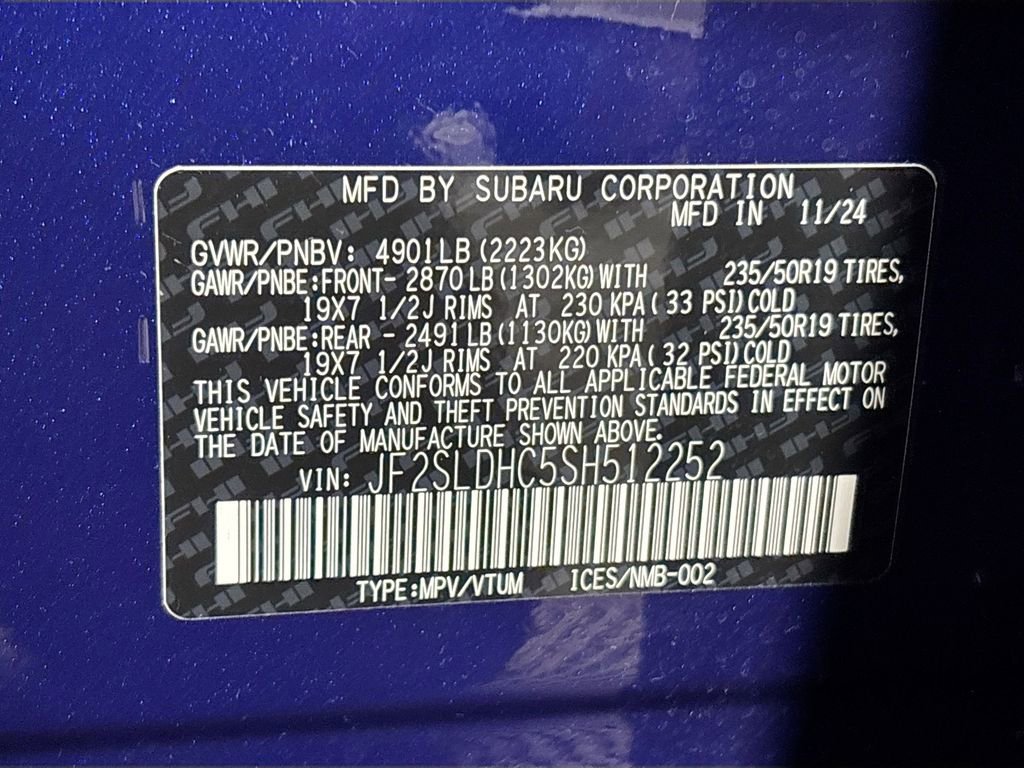 MFD BY SUBARU CORPORATION
MFD IN 11/24
GVWR/PNBV: 4901LB (2223KG)
GAWR/PNBE:FRONT- 2870 LB (1302KG) WITH 235/50R19 TIRES,
19X7 1/2J RIMS AT 230 KPA ( 33 PSI) COLD
GAWR/PNBE:REAR - 2491 LB (1130KG) WITH 235/50R19 TIRES,
19X7 1/2J RIMS AT 220 KPA ( 32 PSI) COLD
THIS VEHICLE CONFORMS TO ALL APPLICABLE FEDERAL MOTOR
VEHICLE SAFETY AND THEFT PREVENTION STANDARDS IN EFFECT ON
THE DATE OF MANUFACTURE SHOWN ABOVE.
VIN: JF2SLDHC5SH512252
TYPE:MPV/VTUM ICES/NMB-002